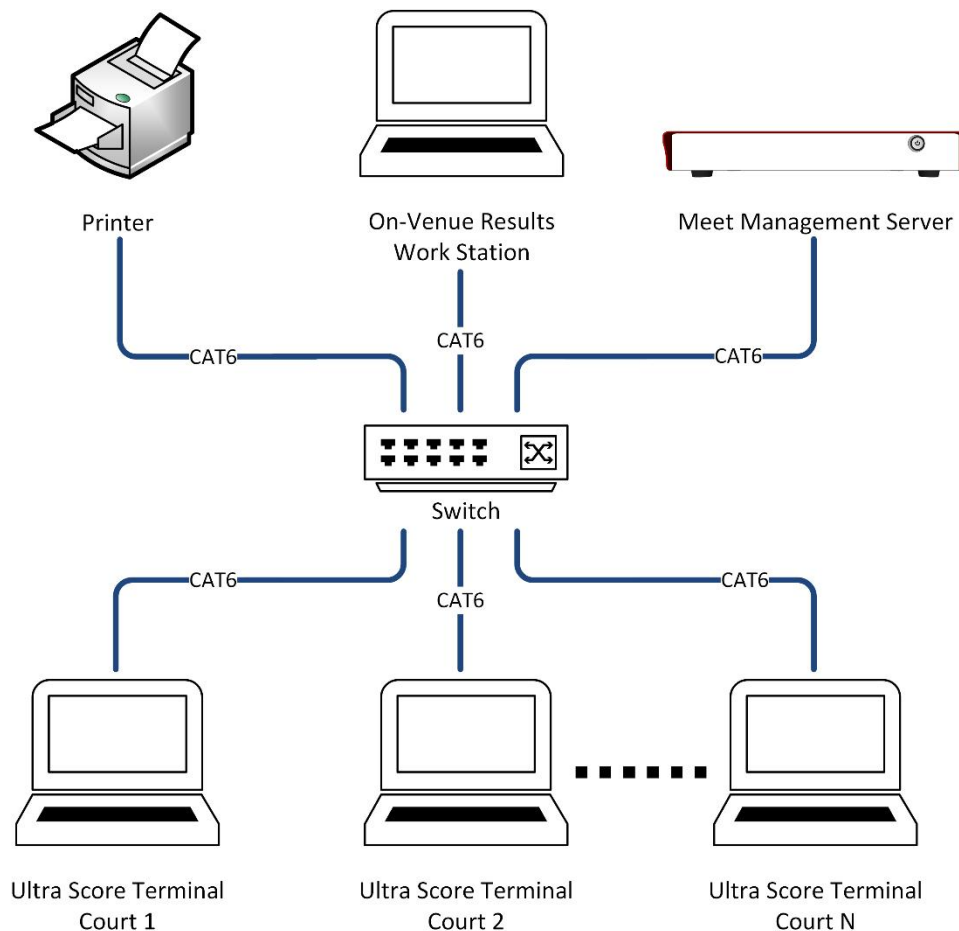 Printer
On-Venue Results
Work Station
Meet Management Server
CAT6
CAT6
CAT6
Switch
CAT6
CAT6
CAT6
Ultra Score Terminal
Court 1
Ultra Score Terminal
Court 2
Ultra Score Terminal
Court N